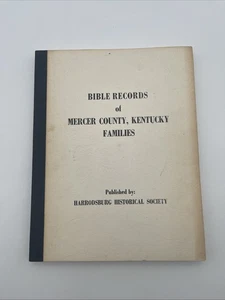 BIBLE RECORDS
of
MERCER COUNTY, KENTUCKY
FAMILIES
Published by:
HARRODSBURG HISTORICAL SOCIETY